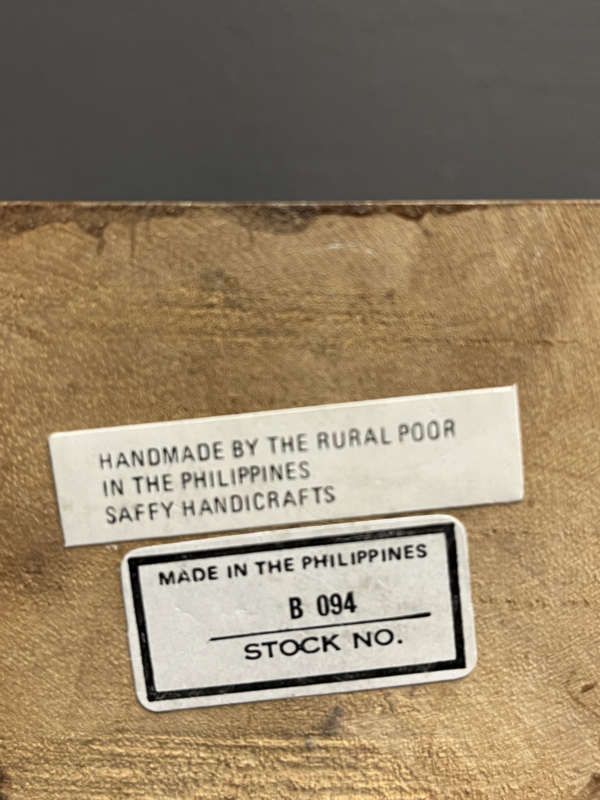 HANDMADE BY THE RURAL POOR
IN THE PHILIPPINES
SAFFY HANDICRAFTS
MADE IN THE PHILIPPINES
B 094
STOCK NO.